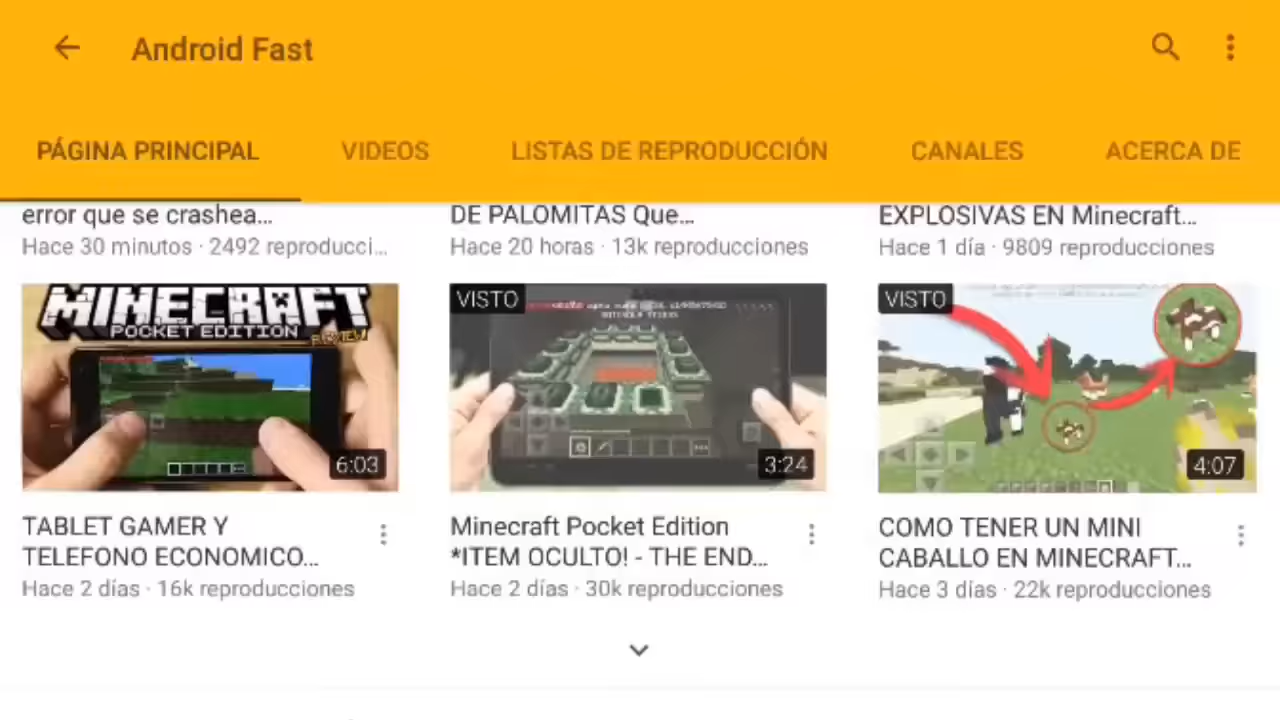 Android Fast
PÁGINA PRINCIPAL
VIDEOS
LISTAS DE REPRODUCCIÓN
CANALES
ACERCA DE
error que se crashea...
Hace 30 minutos · 2492 reproducci...
DE PALOMITAS Que...
Hace 20 horas · 13k reproducciones
EXPLOSIVAS EN Minecraft...
Hace 1 día · 9809 reproducciones
MINECRAFT
POCKET EDITION
6:03
VISTO
3:24
VISTO
4:07
TABLET GAMER Y
TELEFONO ECONOMICO...
Hace 2 días · 16k reproducciones
Minecraft Pocket Edition
*ITEM OCULTO! - THE END...
Hace 2 días · 30k reproducciones
COMO TENER UN MINI
CABALLO EN MINECRAFT...
Hace 3 días · 22k reproducciones